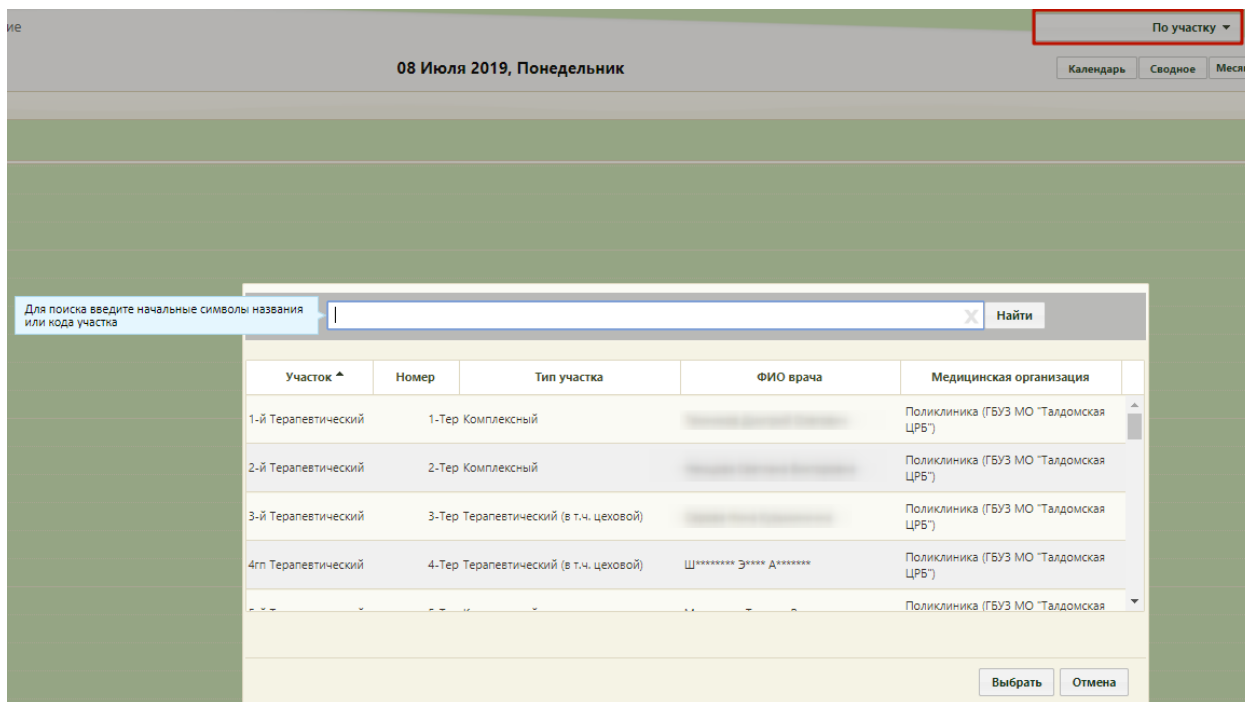 ие
По участку
08 Июля 2019, Понедельник
Календарь Сводное Меся
Для поиска введите начальные символы названия
или кода участка
X Найти
Участок Номер Тип участка ФИО врача Медицинская организация
1-й Терапевтический 1-Тер Комплексный Поликлиника (ГБУЗ МО "Талдомская
ЦРБ")
2-й Терапевтический 2-Тер Комплексный Поликлиника (ГБУЗ МО "Талдомская
ЦРБ")
3-й Терапевтический 3-Тер Терапевтический (в т.ч. цеховой) Поликлиника (ГБУЗ МО "Талдомская
ЦРБ")
4гп Терапевтический 4-Тер Терапевтический (в т.ч. цеховой) Ш******** Э**** А******* Поликлиника (ГБУЗ МО "Талдомская
ЦРБ")
Поликлиника (ГБУЗ МО "Талдомская
Выбрать Отмена